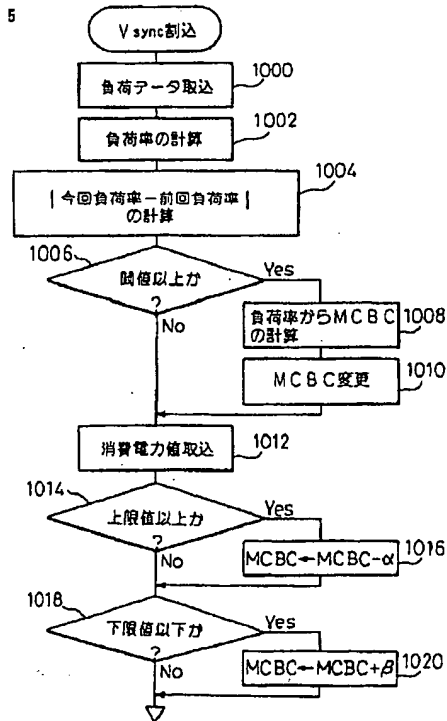 5
Vsync割込
1000
負荷データ取込
1002
負荷率の計算
1004
|今回負荷率-前回負荷率|
の計算
1006
閾値以上か
?
Yes
No
負荷率からMCBC
の計算
1008
MCBC変更
1010
消費電力値取込
1012
1014
上限値以上か
?
Yes
No
MCBC←MCBC-α
1016
1018
下限値以下か
?
Yes
No
MCBC←MCBC+β
1020